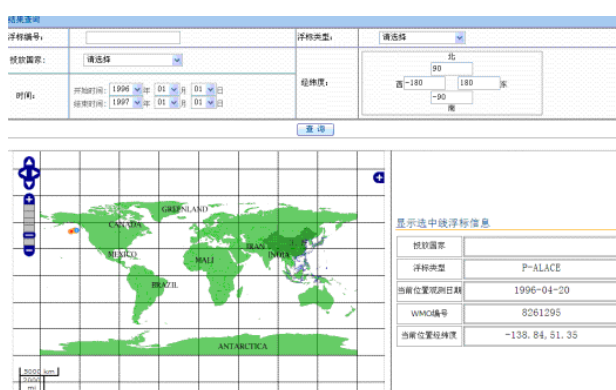 结果查询
浮标编号:
浮标类型: 请选择
投放国家: 请选择
经纬度:
北
90
西 -180 180 东
-90
南
时间:
开始时间: 1996 年 01 月 01 日
结束时间: 1997 年 01 月 01 日
查 询
GREENLAND
CANADA
MEXICO
MALI
IRAN
INDIA
BRAZIL
ANTARCTICA
5000 km
2000
mi
显示选中线浮标信息
投放国家
浮标类型 P-ALACE
当前位置观测日期 1996-04-20
WMO编号 8261295
当前位置经纬度 -138.84,51.35